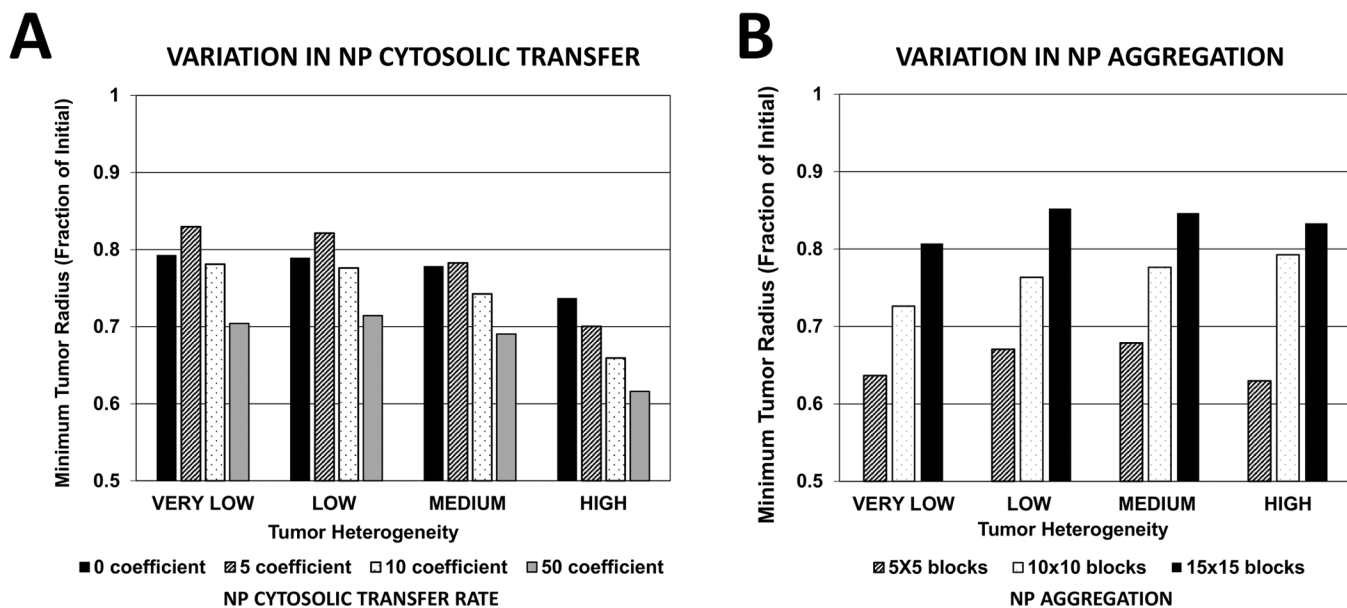 A
VARIATION IN NP CYTOSOLIC TRANSFER
Minimum Tumor Radius (Fraction of Initial)
1
0.9
0.8
0.7
0.6
0.5
VERY LOW LOW MEDIUM HIGH
Tumor Heterogeneity
0 coefficient 5 coefficient 10 coefficient 50 coefficient
NP CYTOSOLIC TRANSFER RATE
B
VARIATION IN NP AGGREGATION
Minimum Tumor Radius (Fraction of Initial)
1
0.9
0.8
0.7
0.6
0.5
VERY LOW LOW MEDIUM HIGH
Tumor Heterogeneity
5X5 blocks 10x10 blocks 15x15 blocks
NP AGGREGATION